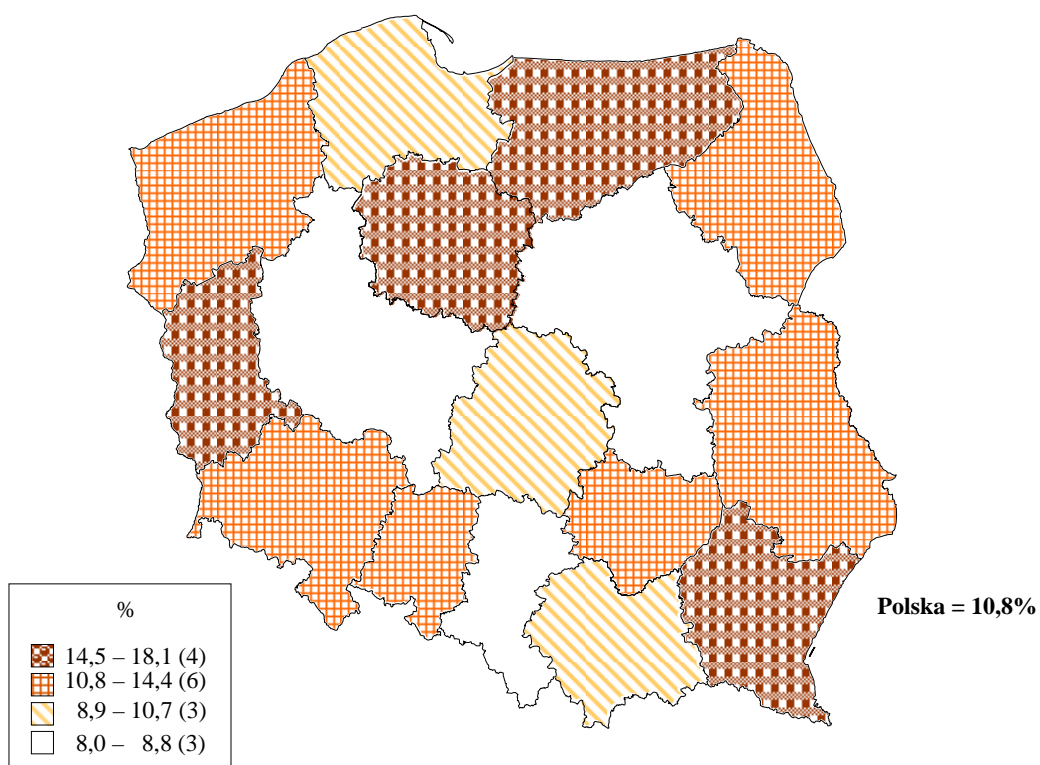 Polska = 10,8%
%
14,5 – 18,1 (4)
10,8 – 14,4 (6)
8,9 – 10,7 (3)
8,0 – 8,8 (3)